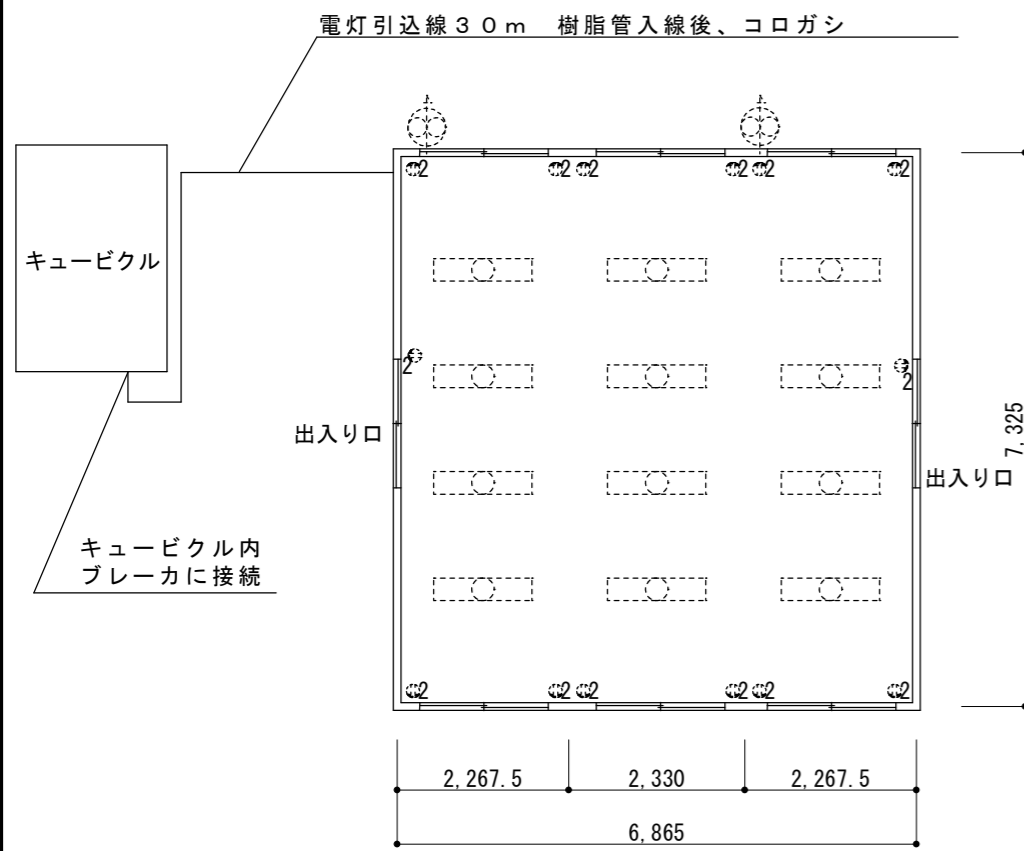 電灯引込線３０ｍ　樹脂管入線後、コロガシ
2 2 2 2 2 2
キュービクル
2 2
7,325
出入り口
出入り口
キュービクル内
ブレーカに接続
2 2 2 2 2 2
2,267.5 2,330 2,267.5
6,865